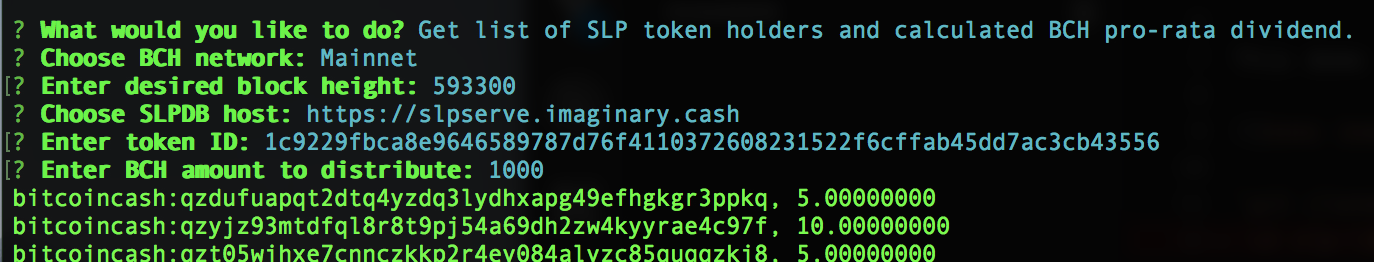 ? What would you like to do? Get list of SLP token holders and calculated BCH pro-rata dividend.
? Choose BCH network: Mainnet
[? Enter desired block height: 593300
? Choose SLPDB host: https://slpserve.imaginary.cash
[? Enter token ID: 1c9229fbca8e9646589787d76f4110372608231522f6cffab45dd7ac3cb43556
[? Enter BCH amount to distribute: 1000
bitcoincash:qzdufuapqt2dtq4yzdq3lydhxapg49efhgkgr3ppkq, 5.00000000
bitcoincash:qzyjz93mtdfql8r8t9pj54a69dh2zw4kyyrae4c97f, 10.00000000
5.00000000